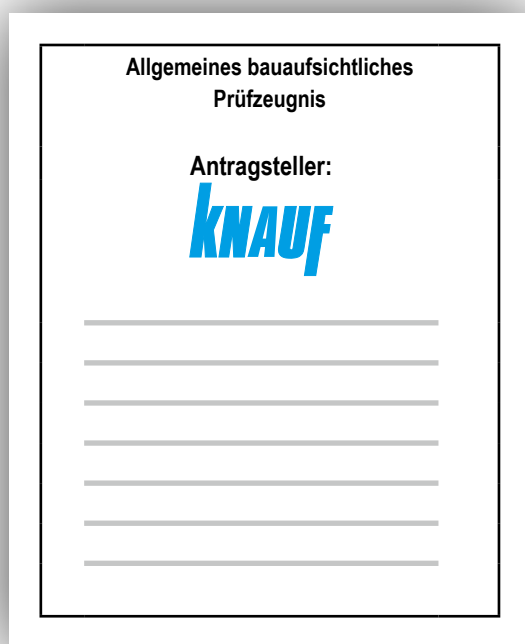 Allgemeines bauaufsichtliches
Prüfzeugnis
Antragsteller:
KNAUF